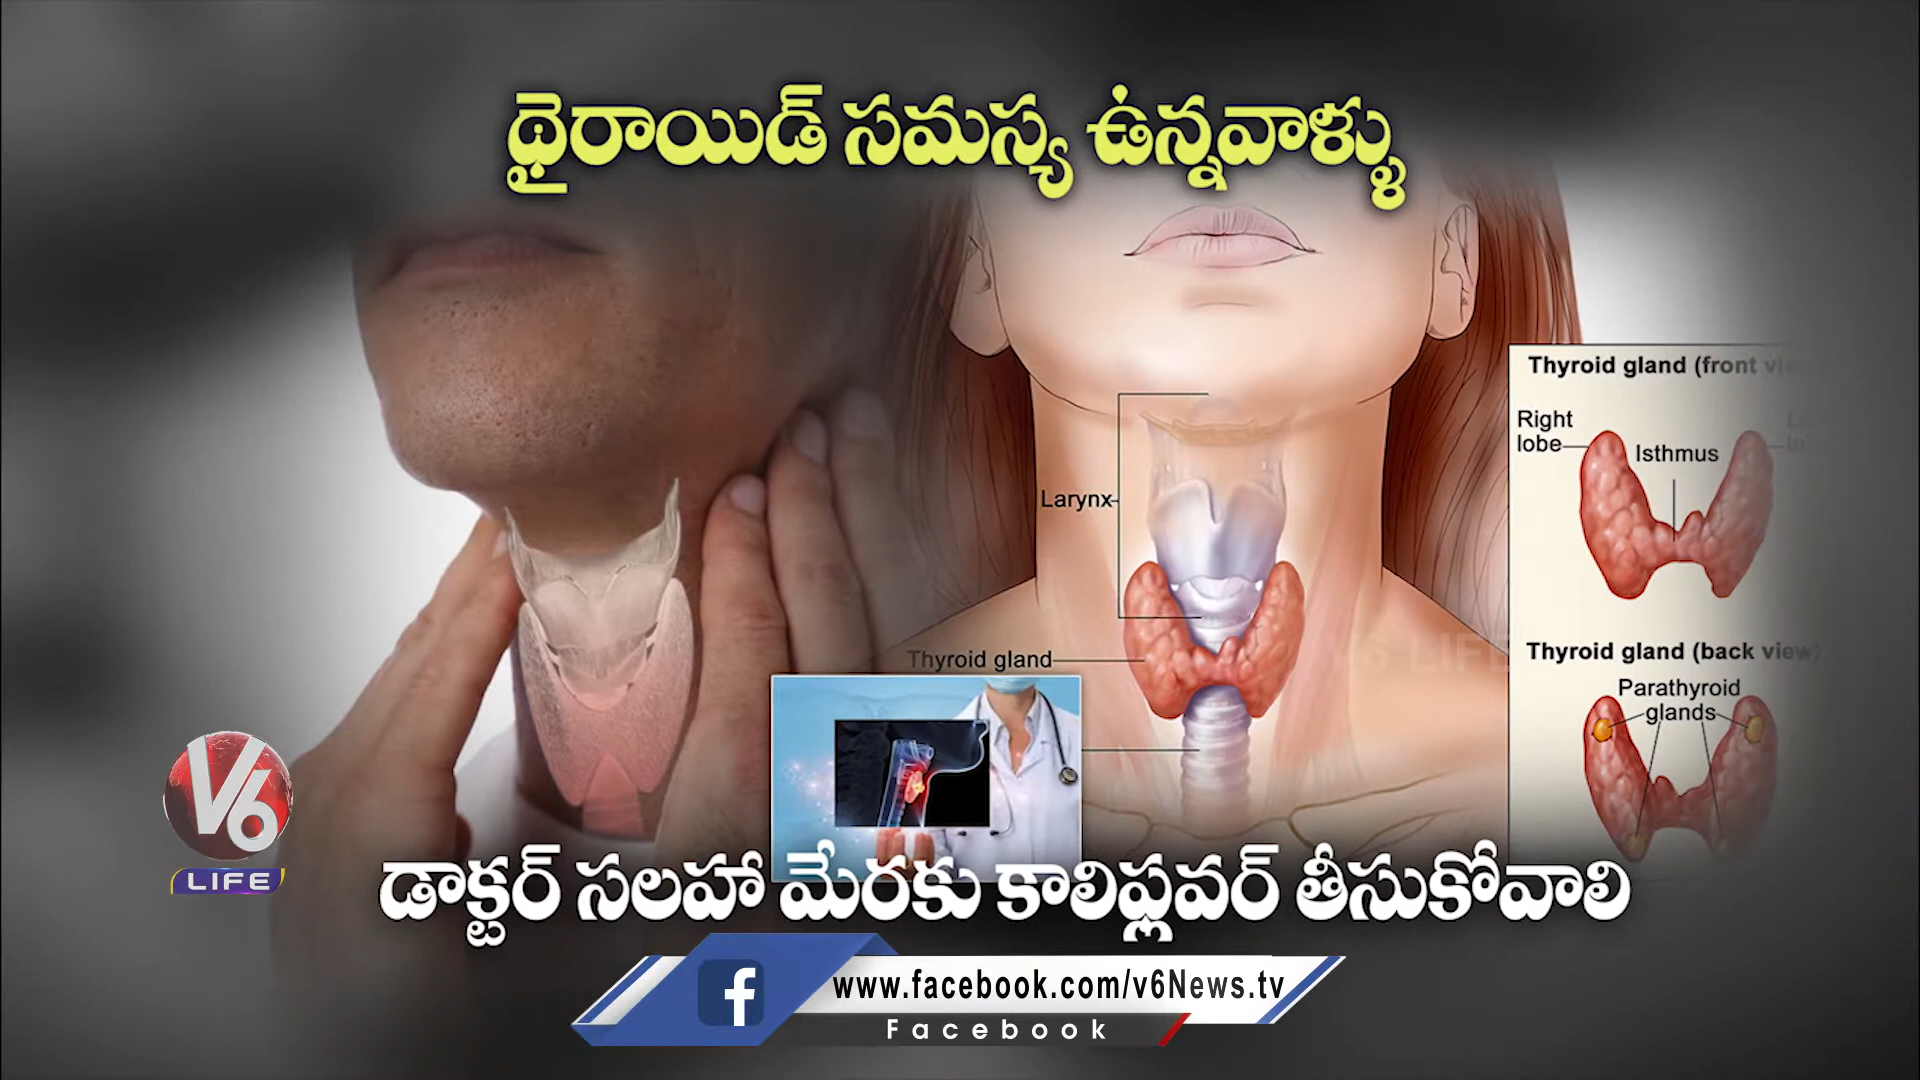 థైరాయిడ్ సమస్య ఉన్నవాళ్ళు
Thyroid gland (front
Right
lobe
Isthmus
Larynx
Thyroid gland
Thyroid gland (back view)
Parathyroid
glands
V6
LIFE
డాక్టర్ సలహా మేరకు కాలిఫ్లవర్ తీసుకోవాలి
www.facebook.com/v6News.tv
Facebook